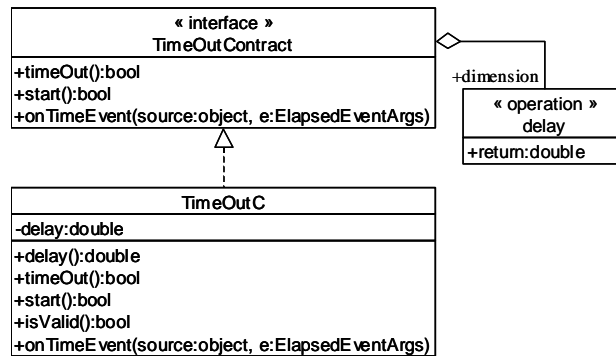 « interface »
TimeOutContract
+timeOut():bool
+start():bool
+onTimeEvent(source:object, e:ElapsedEventArgs)
+dimension
« operation »
delay
+return:double
TimeOutC
-delay:double
+delay():double
+timeOut():bool
+start():bool
+isValid():bool
+onTimeEvent(source:object, e:ElapsedEventArgs)